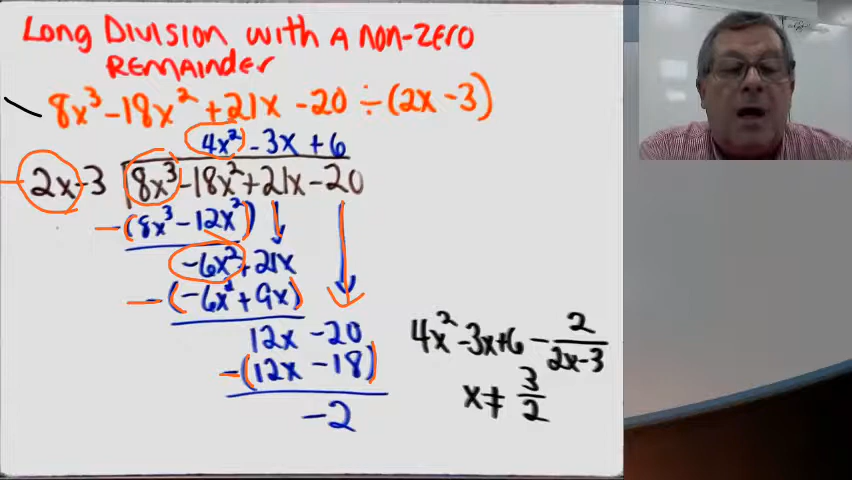 Long Division with a non-zero
Remainder
8x³ -18x² +21x -20 ÷ (2x -3)
4x² -3x +6
2x-3 8x³ -18x² +21x -20
-(8x³ -12x²)
-6x² +21x
-(-6x² +9x)
12x -20
-(12x -18)
-2
4x² -3x+6 - 2/(2x-3)
x ≠ 3/2